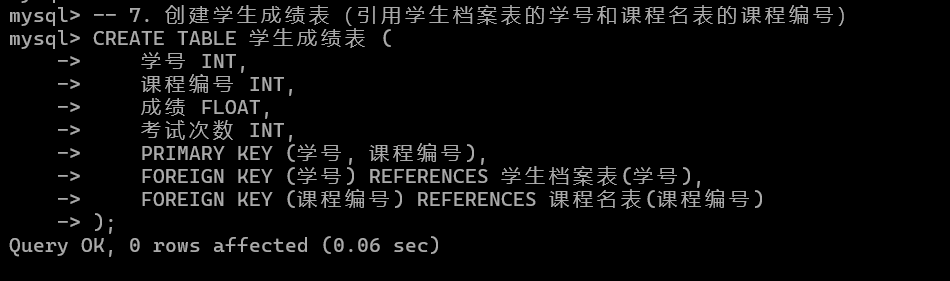 mysql> -- 7. 创建学生成绩表 (引用学生档案表的学号和课程名表的课程编号)
mysql> CREATE TABLE 学生成绩表 (
    ->     学号 INT,
    ->     课程编号 INT,
    ->     成绩 FLOAT,
    ->     考试次数 INT,
    ->     PRIMARY KEY (学号, 课程编号),
    ->     FOREIGN KEY (学号) REFERENCES 学生档案表(学号),
    ->     FOREIGN KEY (课程编号) REFERENCES 课程名表(课程编号)
    -> );
Query OK, 0 rows affected (0.06 sec)